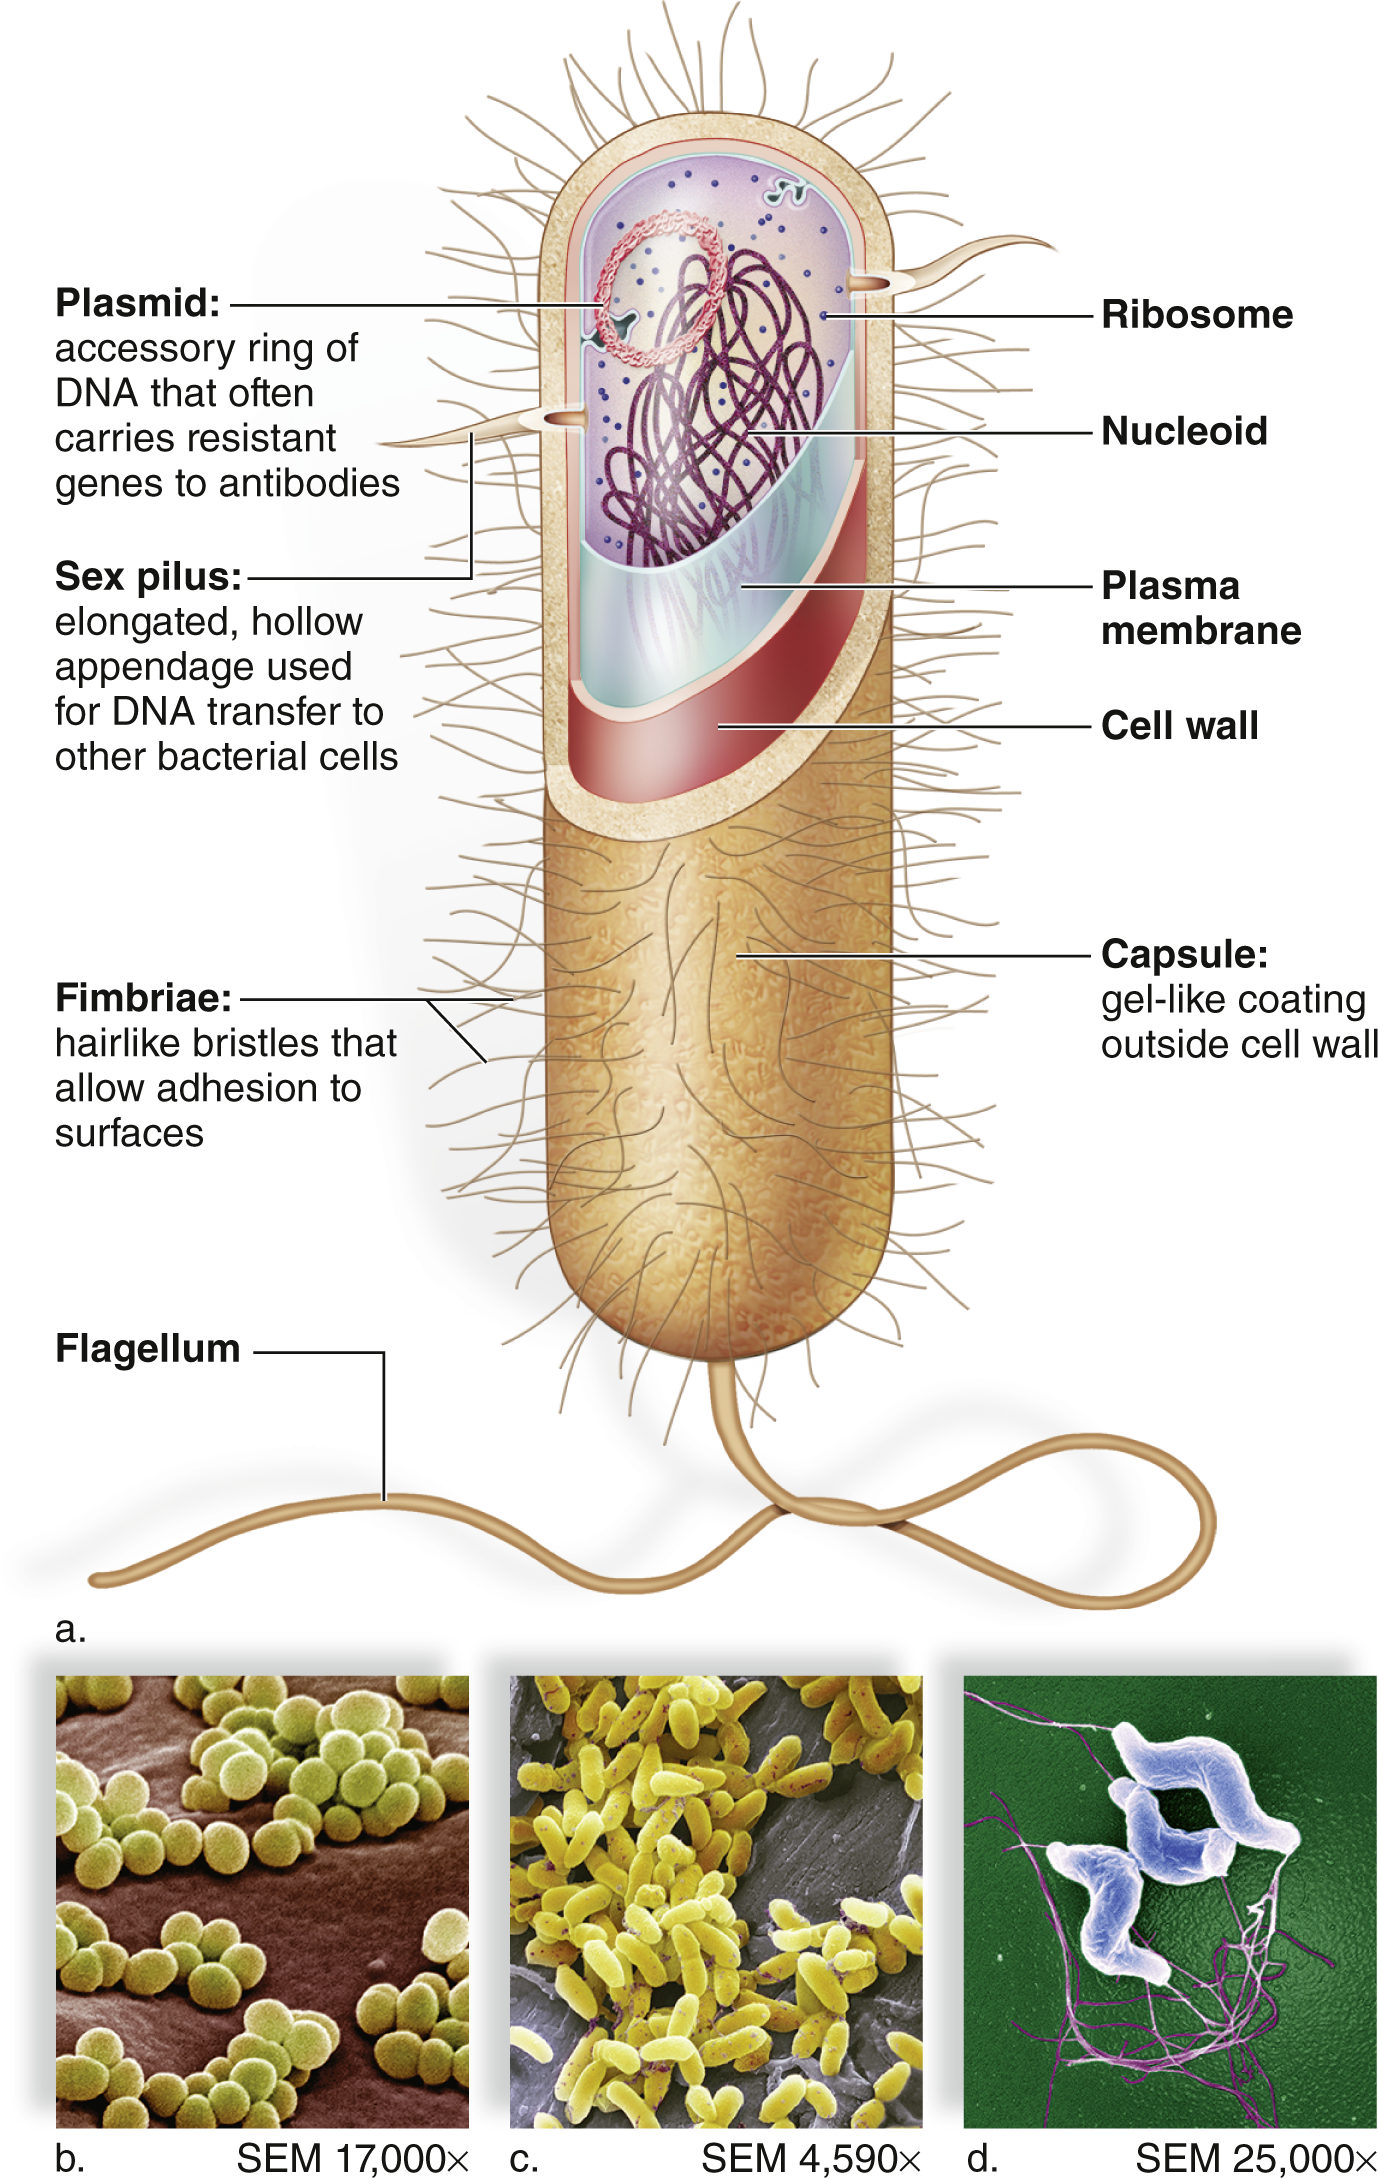 Plasmid:
accessory ring of
DNA that often
carries resistant
genes to antibodies
Sex pilus:
elongated, hollow
appendage used
for DNA transfer to
other bacterial cells
Fimbriae:
hairlike bristles that
allow adhesion to
surfaces
Flagellum
Ribosome
Nucleoid
Plasma
membrane
Cell wall
Capsule:
gel-like coating
outside cell wall
a.
b. SEM 17,000×
c. SEM 4,590×
d. SEM 25,000×